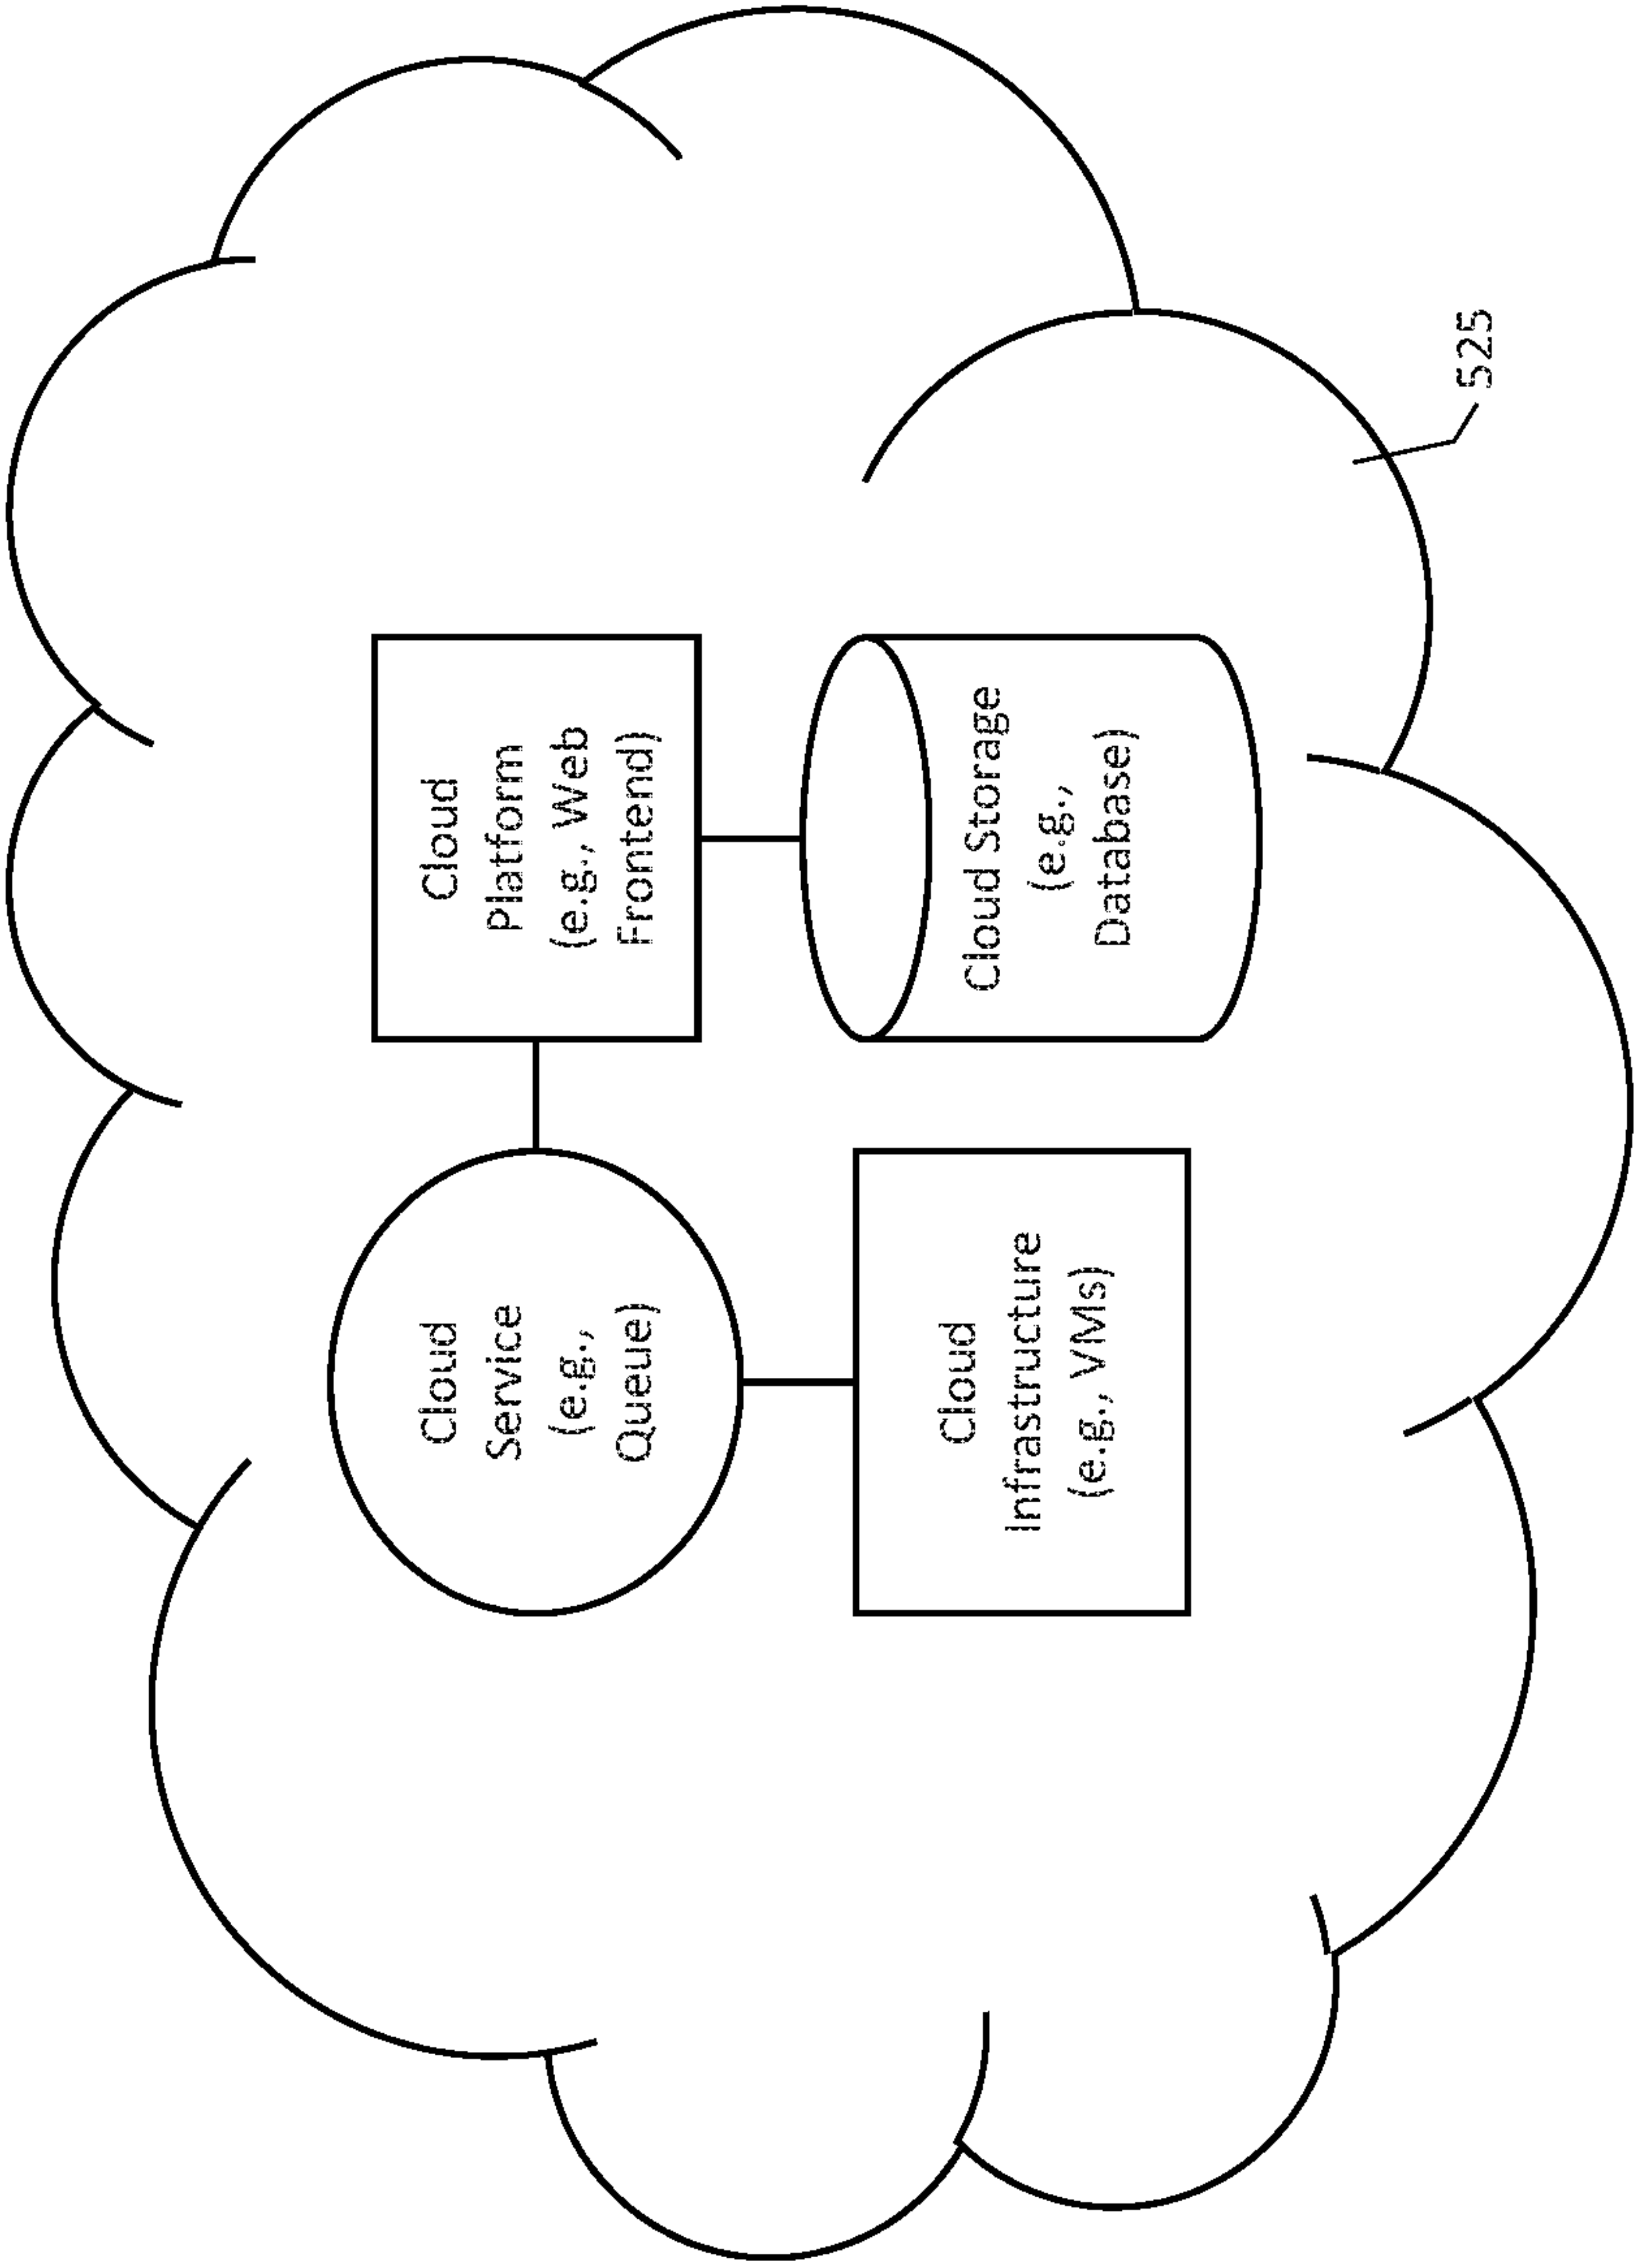 Cloud
Service
(e.g.,
Queue)
Cloud
Platform
(e.g., Web
Frontend)
Cloud
Infrastructure
(e.g., VMs)
Cloud Storage
(e.g.,
Database)
525